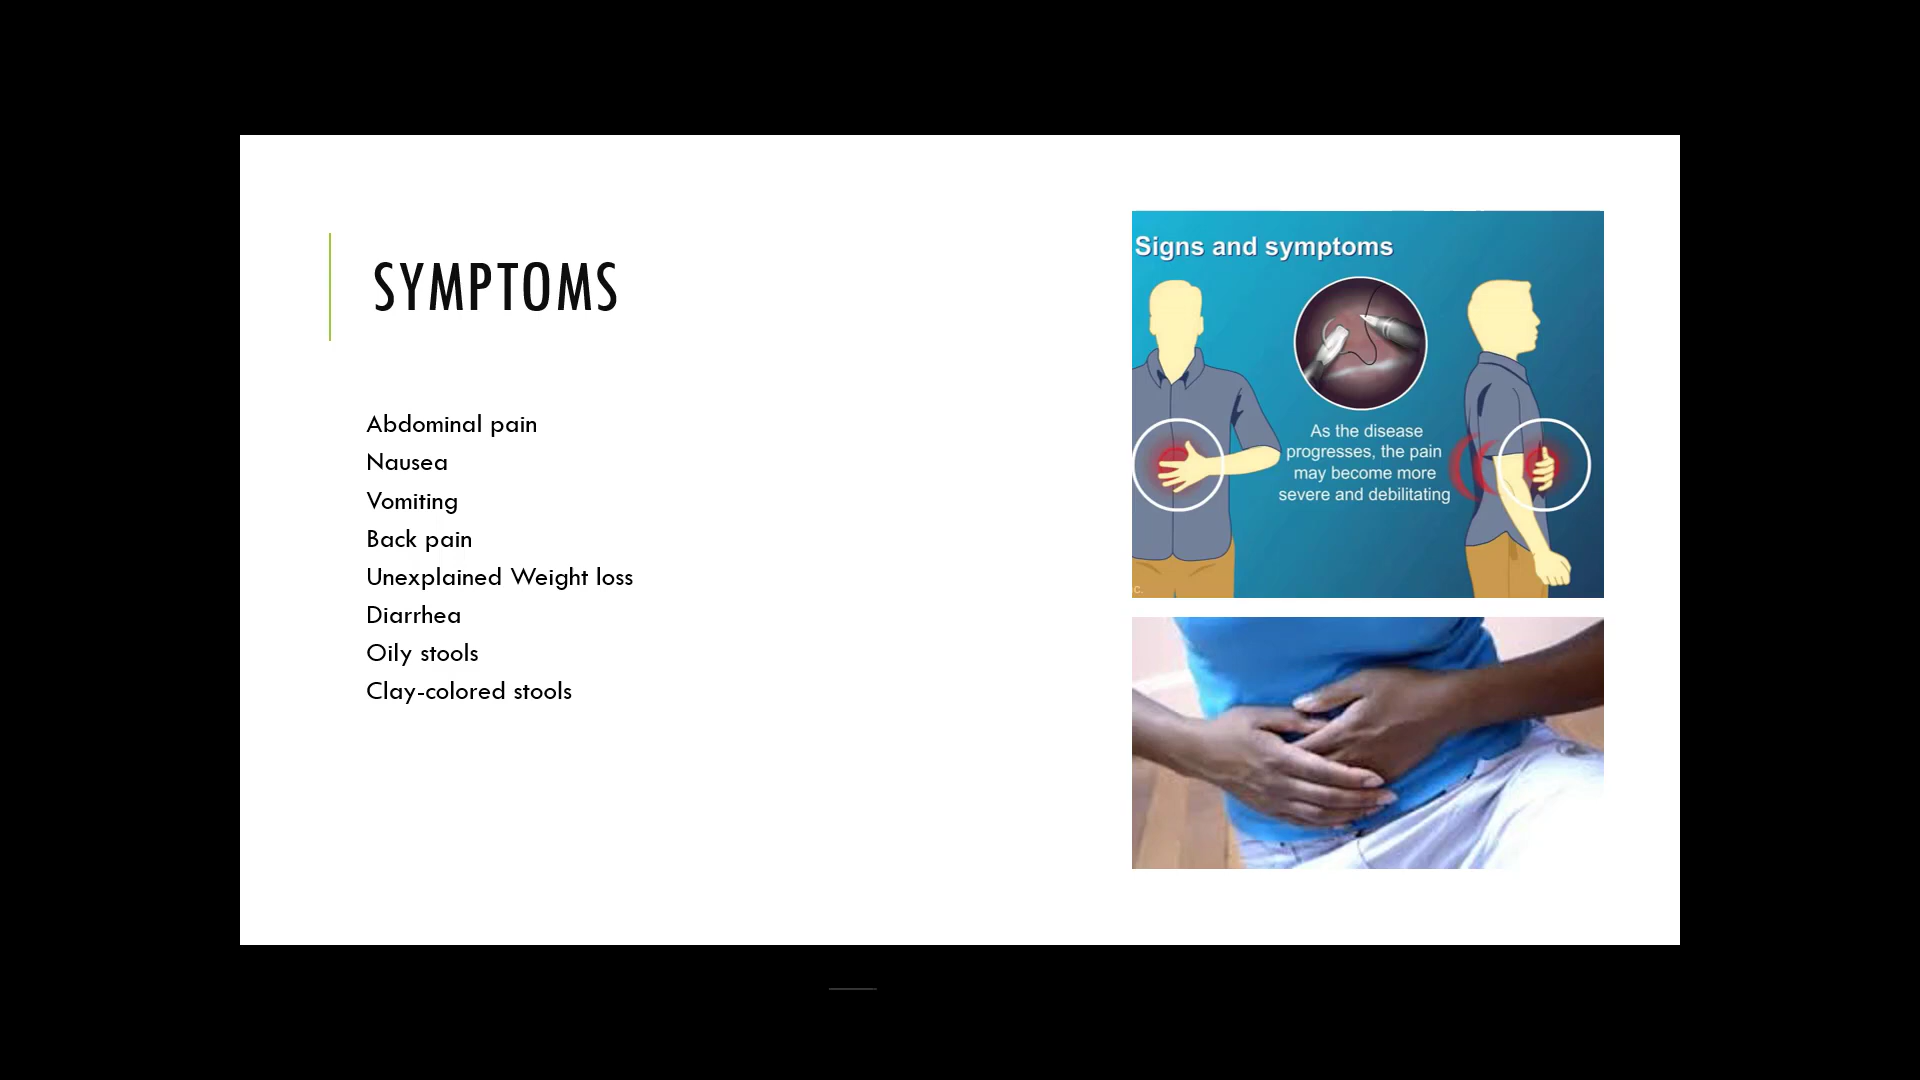 SYMPTOMS
Abdominal pain
Nausea
Vomiting
Back pain
Unexplained Weight loss
Diarrhea
Oily stools
Clay-colored stools
Signs and symptoms
As the disease
progresses, the pain
may become more
severe and debilitating
c.